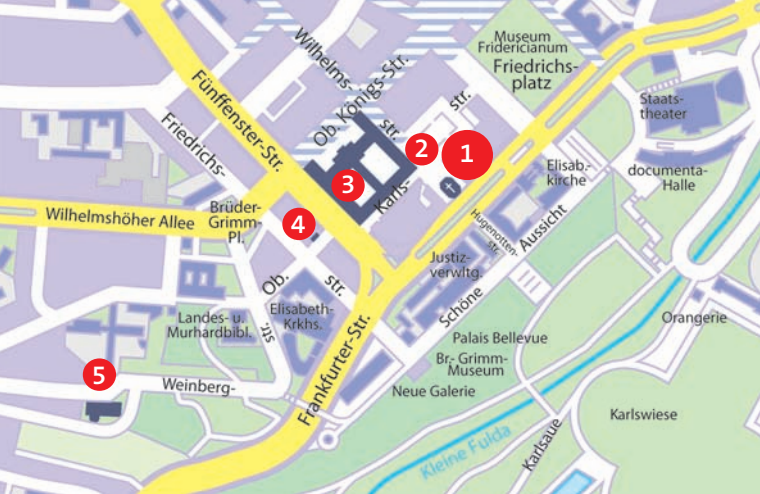 Wilhelms-
str.
Ob. Königs-Str.
Museum
Fridericianum
Friedrichs-
platz
Fünffenster-Str.
str.
Staats-
theater
Friedrichs-
str.
1
2
3
Karls-
Elisab.-
kirche
documenta-
Halle
4
Wilhelmshöher Allee
Brüder-
Grimm-
Pl.
Hugenotten-
str.
Schöne
Aussicht
Justiz-
verwltg.
Ob.
Elisabeth-
Krkhs.
Landes- u.
Murhardbibl.
str.
Orangerie
Palais Bellevue
Br.- Grimm-
Museum
Neue Galerie
Frankfurter-Str.
5
Weinberg-
Karlswiese
Karlsaue
Kleine Fulda